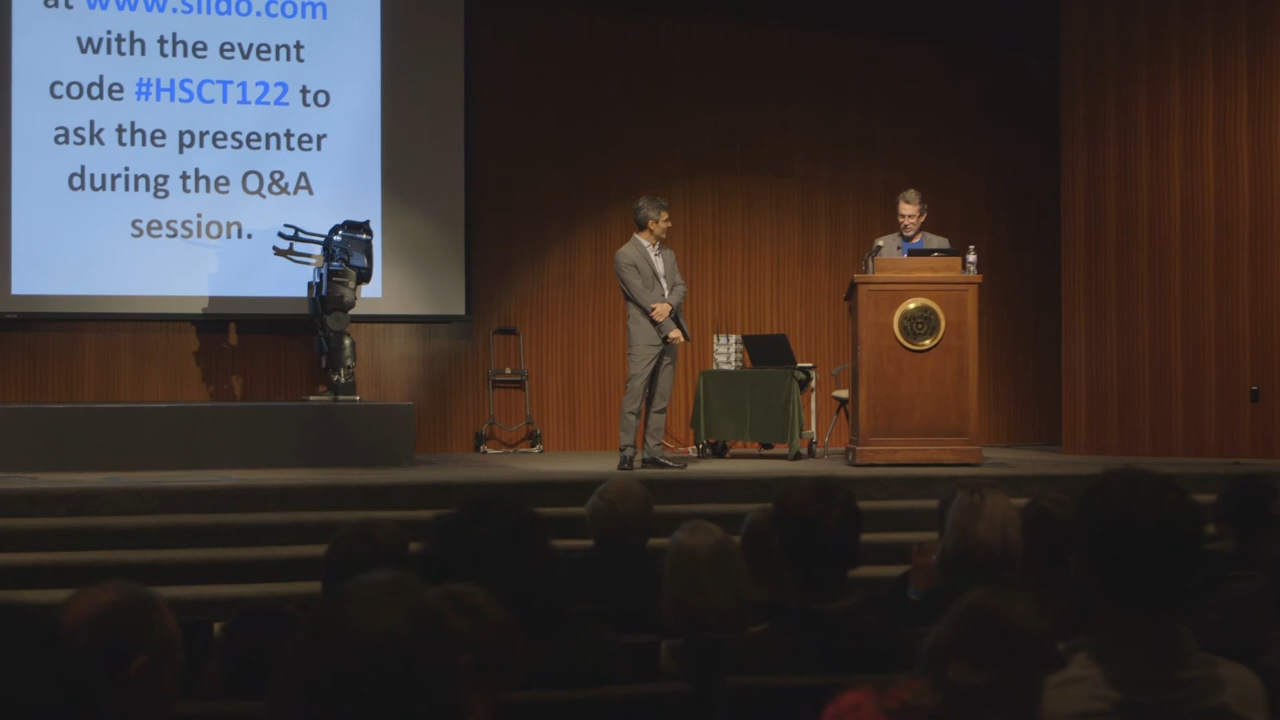 at www.slido.com
with the event
code #HSCT122 to
ask the presenter
during the Q&A
session.